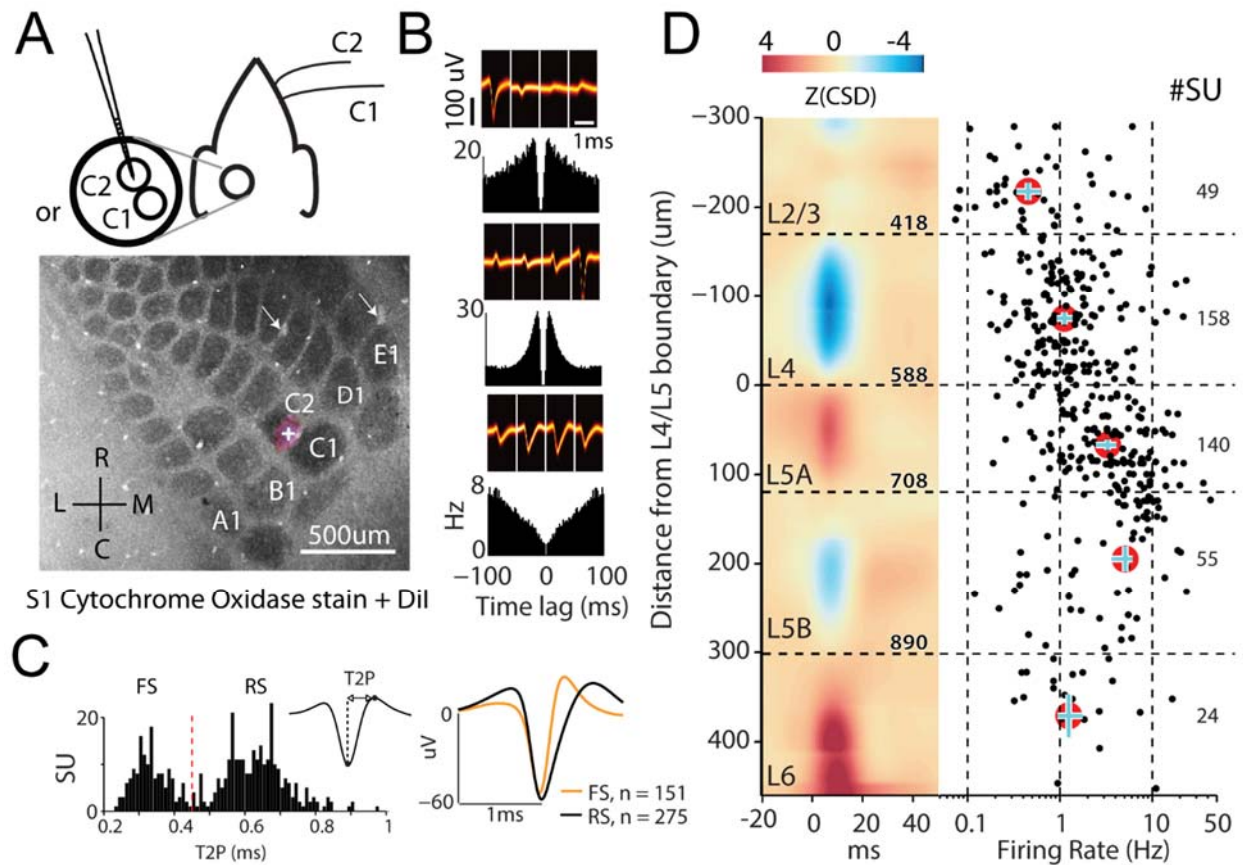 A
C2
C1
C2
C1
or
E1
D1
C2
C1
B1
A1
R
L M
C
500um
S1 Cytochrome Oxidase stain + DiI
B
100 uV
1ms
20
30
8
Hz
0
−100 0 100
Time lag (ms)
C
FS RS
T2P
20
10
0
SU
0.2 0.4 0.6 0.8 1
T2P (ms)
0
uV
−60
1ms
FS, n = 151
RS, n = 275
D
4 0 -4
Z(CSD)
#SU
Distance from L4/L5 boundary (um)
−300
−200
−100
0
100
200
300
400
L2/3 418
L4 588
L5A 708
L5B 890
L6
49
158
140
55
24
-20 0 20 40
ms
0.1 1 10 50
Firing Rate (Hz)